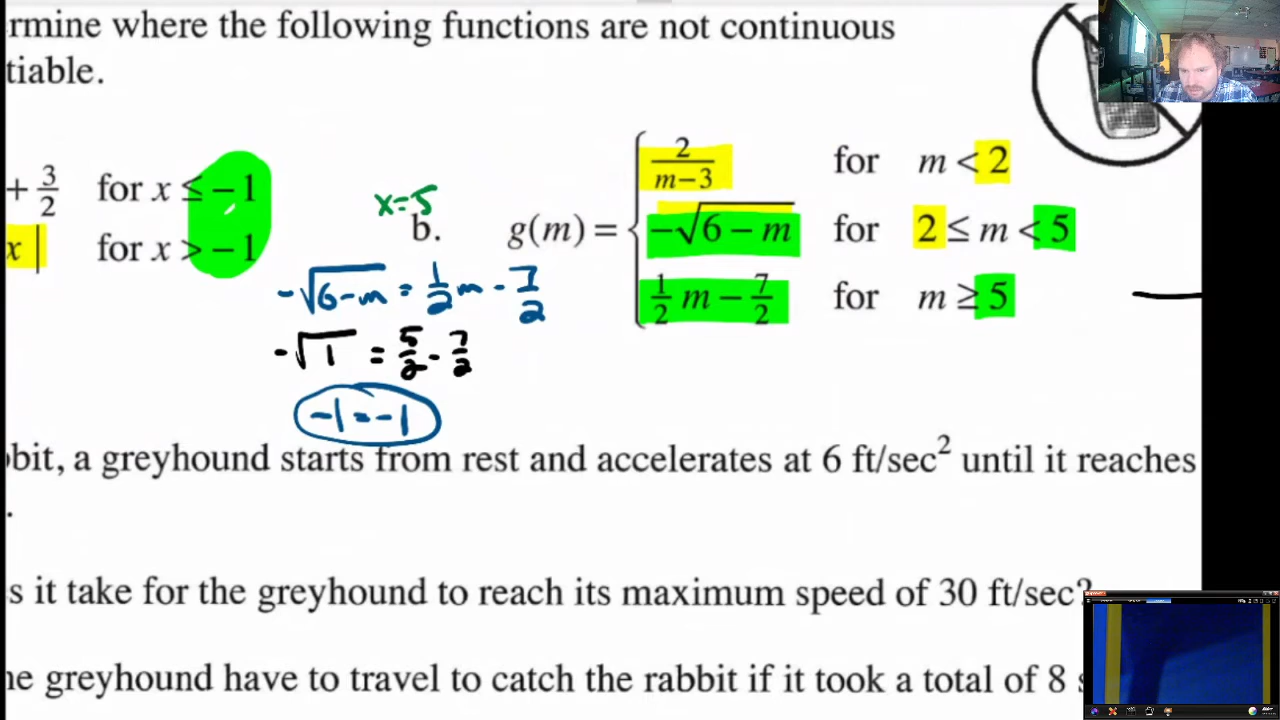 rmine where the following functions are not continuous
tiable.
+ 3/2 for x ≤ −1
x | for x > −1
x=5
b. g(m) = { 2/(m−3) for m < 2
−√(6 − m) for 2 ≤ m < 5
1/2 m − 7/2 for m ≥ 5
-√(6-m) = 1/2 m - 7/2
-√1 = 5/2 - 7/2
-1 = -1
bit, a greyhound starts from rest and accelerates at 6 ft/sec² until it reaches
.
s it take for the greyhound to reach its maximum speed of 30 ft/sec?
he greyhound have to travel to catch the rabbit if it took a total of 8 s